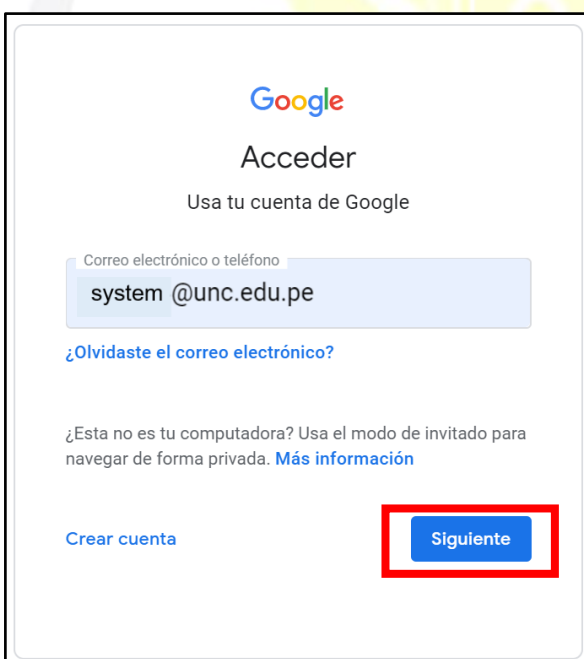 Google
Acceder
Usa tu cuenta de Google
Correo electrónico o teléfono
system @unc.edu.pe
¿Olvidaste el correo electrónico?
¿Esta no es tu computadora? Usa el modo de invitado para
navegar de forma privada. Más información
Crear cuenta
Siguiente